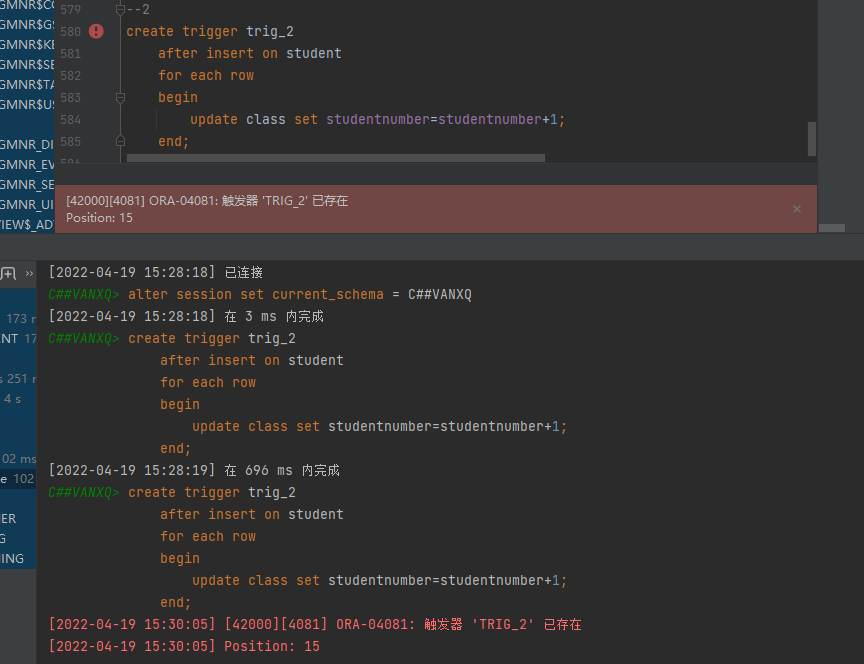 GMNR$CO
GMNR$GS
GMNR$KE
GMNR$SE
GMNR$TA
GMNR$US
GMNR_DI
GMNR_EV
GMNR_SE
GMNR_UI
VIEW$_AD
579 --2
580 create trigger trig_2
581 after insert on student
582 for each row
583 begin
584 update class set studentnumber=studentnumber+1;
585 end;
586
[42000][4081] ORA-04081: 触发器 'TRIG_2' 已存在
Position: 15
173 r
NT 17
s 251 r
4 s
02 ms
e 102
ER
G
ING
[2022-04-19 15:28:18] 已连接
C##VANXQ> alter session set current_schema = C##VANXQ
[2022-04-19 15:28:18] 在 3 ms 内完成
C##VANXQ> create trigger trig_2
after insert on student
for each row
begin
update class set studentnumber=studentnumber+1;
end;
[2022-04-19 15:28:19] 在 696 ms 内完成
C##VANXQ> create trigger trig_2
after insert on student
for each row
begin
update class set studentnumber=studentnumber+1;
end;
[2022-04-19 15:30:05] [42000][4081] ORA-04081: 触发器 'TRIG_2' 已存在
[2022-04-19 15:30:05] Position: 15